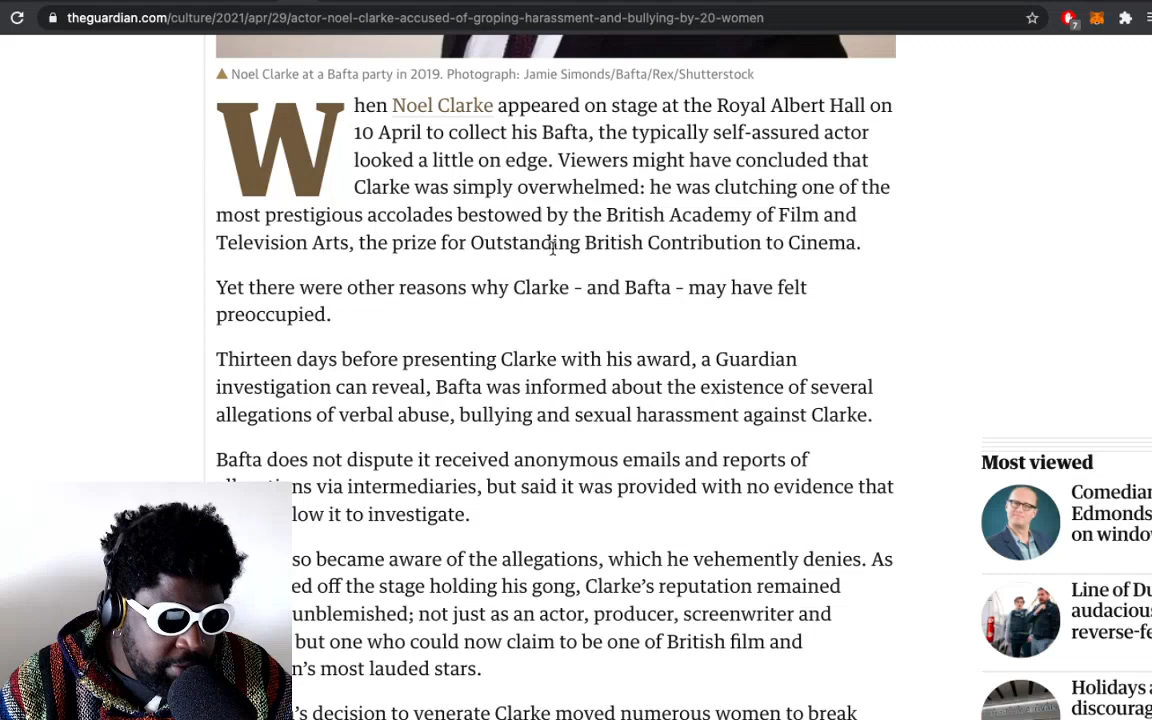 theguardian.com/culture/2021/apr/29/actor-noel-clarke-accused-of-groping-harassment-and-bullying-by-20-women
7
Noel Clarke at a Bafta party in 2019. Photograph: Jamie Simonds/Bafta/Rex/Shutterstock
When Noel Clarke appeared on stage at the Royal Albert Hall on
10 April to collect his Bafta, the typically self-assured actor
looked a little on edge. Viewers might have concluded that
Clarke was simply overwhelmed: he was clutching one of the
most prestigious accolades bestowed by the British Academy of Film and
Television Arts, the prize for Outstanding British Contribution to Cinema.
Yet there were other reasons why Clarke – and Bafta – may have felt
preoccupied.
Thirteen days before presenting Clarke with his award, a Guardian
investigation can reveal, Bafta was informed about the existence of several
allegations of verbal abuse, bullying and sexual harassment against Clarke.
Bafta does not dispute it received anonymous emails and reports of
ns via intermediaries, but said it was provided with no evidence that
low it to investigate.
so became aware of the allegations, which he vehemently denies. As
ed off the stage holding his gong, Clarke's reputation remained
unblemished; not just as an actor, producer, screenwriter and
but one who could now claim to be one of British film and
n's most lauded stars.
's decision to venerate Clarke moved numerous women to break
Most viewed
Comedian
Edmonds
on windo
Line of Du
audacious
reverse-fe
Holidays a
discourag